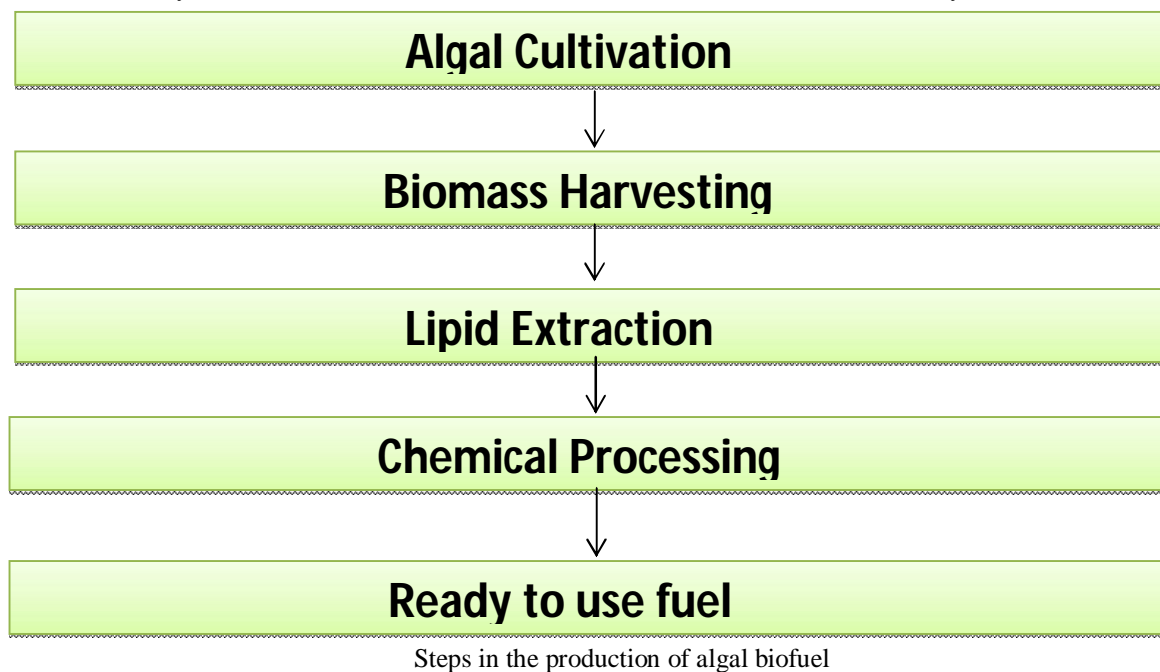 Algal Cultivation
Biomass Harvesting
Lipid Extraction
Chemical Processing
Ready to use fuel
Steps in the production of algal biofuel